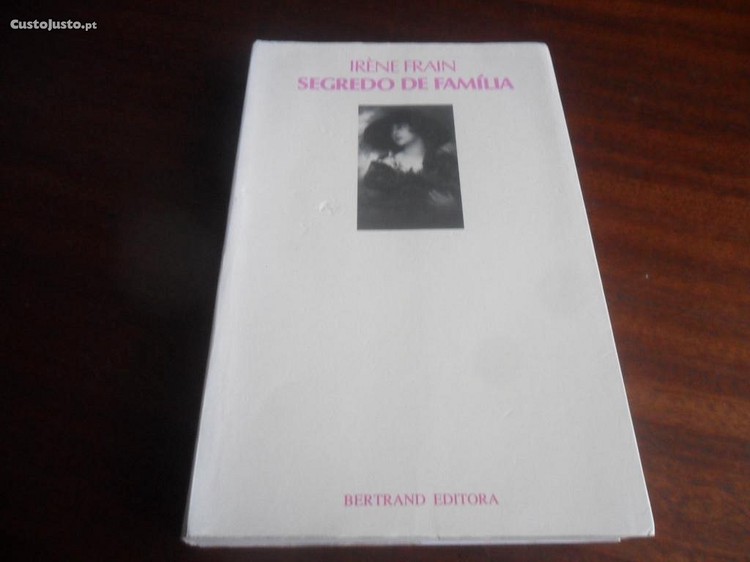 CustoJusto.pt
IRÈNE FRAIN
SEGREDO DE FAMÍLIA
BERTRAND EDITORA